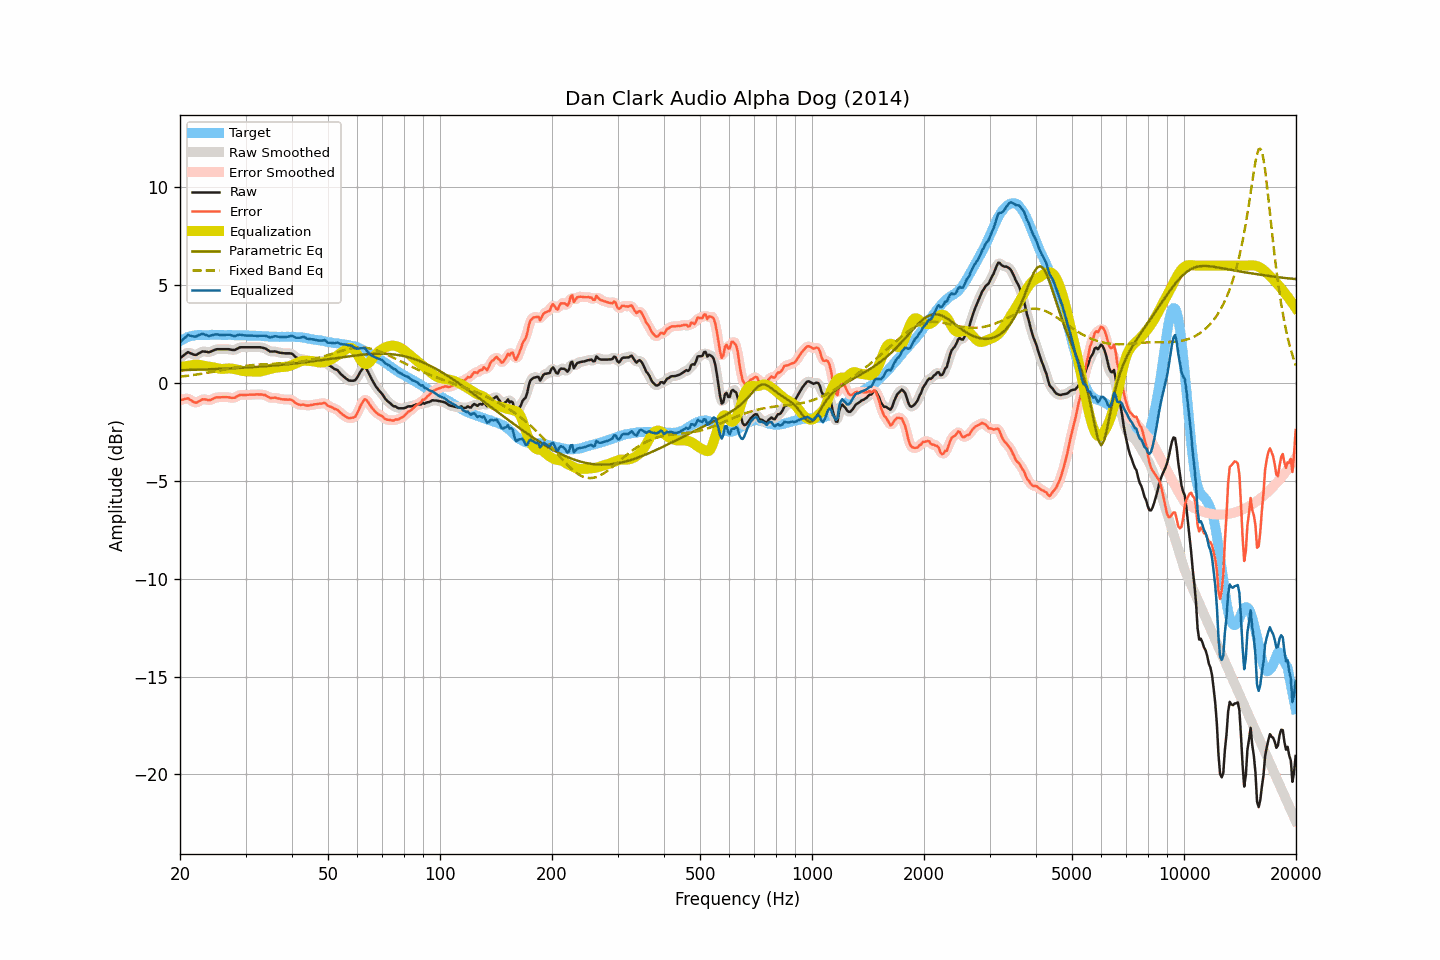 Dan Clark Audio Alpha Dog (2014)
Target
Raw Smoothed
Error Smoothed
Raw
Error
Equalization
Parametric Eq
Fixed Band Eq
Equalized
10
5
0
−5
−10
−15
−20
Amplitude (dBr)
20 50 100 200 500 1000 2000 5000 10000 20000
Frequency (Hz)